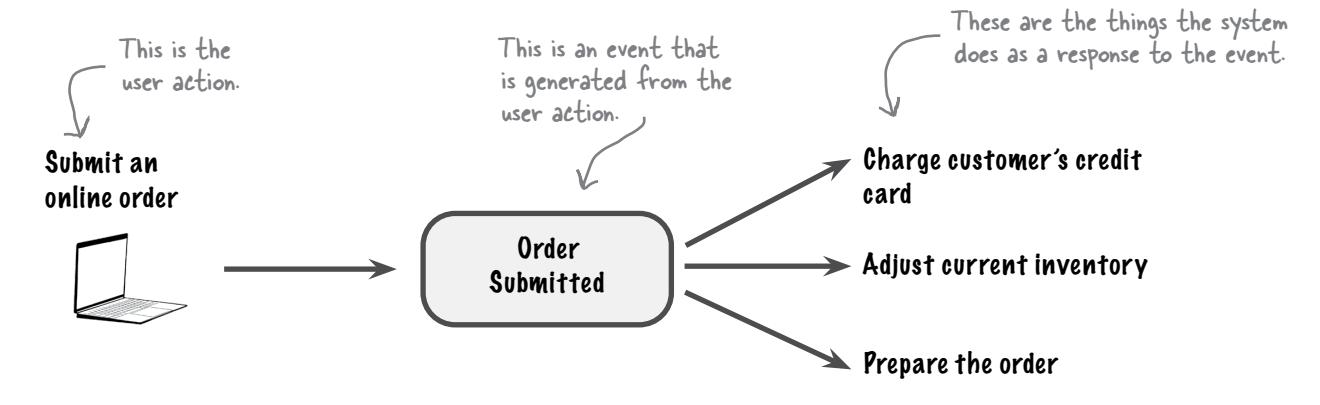 This is the
user action.
This is an event that
is generated from the
user action.
These are the things the system
does as a response to the event.
Submit an
online order
Order
Submitted
Charge customer's credit
card
Adjust current inventory
Prepare the order